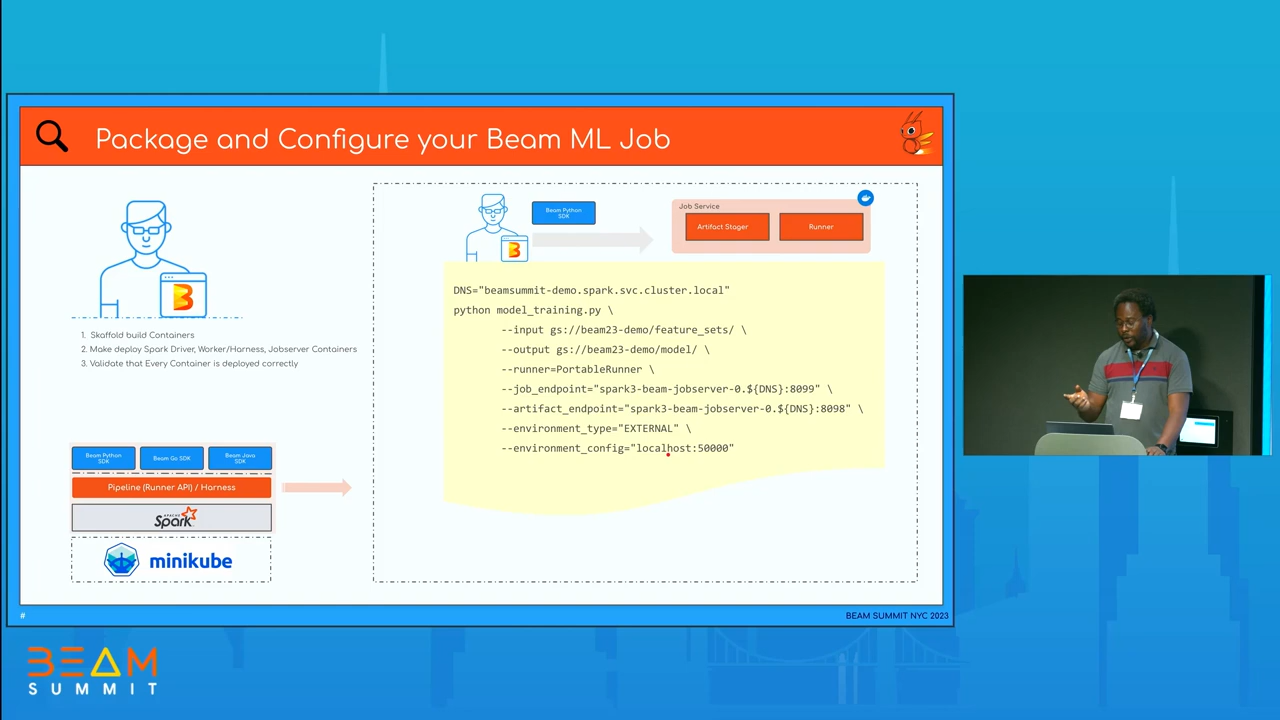 Package and Configure your Beam ML Job
1. Skaffold build Containers
2. Make deploy Spark Driver, Worker/Harness, Jobserver Containers
3. Validate that Every Container is deployed correctly
Beam Python
SDK
Beam Go SDK
Beam Java
SDK
Pipeline (Runner API) / Harness
APACHE
Spark
minikube
Beam Python
SDK
Job Service
Artifact Stager
Runner
DNS="beamsummit-demo.spark.svc.cluster.local"
python model_training.py \
--input gs://beam23-demo/feature_sets/ \
--output gs://beam23-demo/model/ \
--runner=PortableRunner \
--job_endpoint="spark3-beam-jobserver-0.${DNS}:8099" \
--artifact_endpoint="spark3-beam-jobserver-0.${DNS}:8098" \
--environment_type="EXTERNAL" \
--environment_config="localhost:50000"
#
BEAM SUMMIT NYC 2023
BEAM
SUMMIT